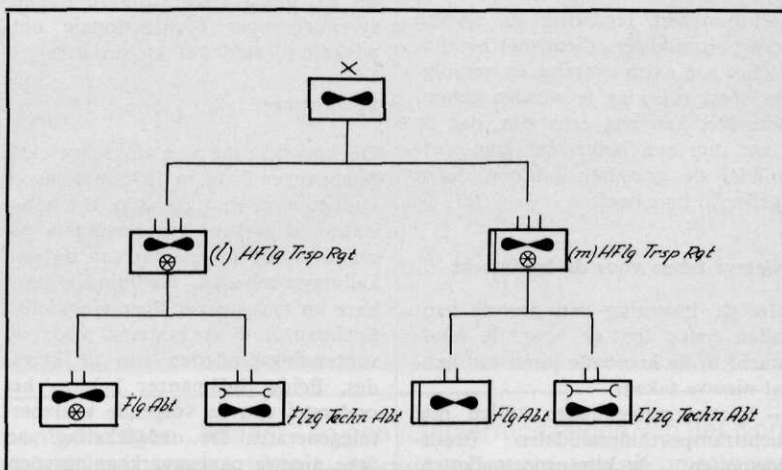 (l) HFlg Trsp Rgt
(m) HFlg Trsp Rgt
Flg Abt
Flzg Techn Abt
Flg Abt
Flzg Techn Abt